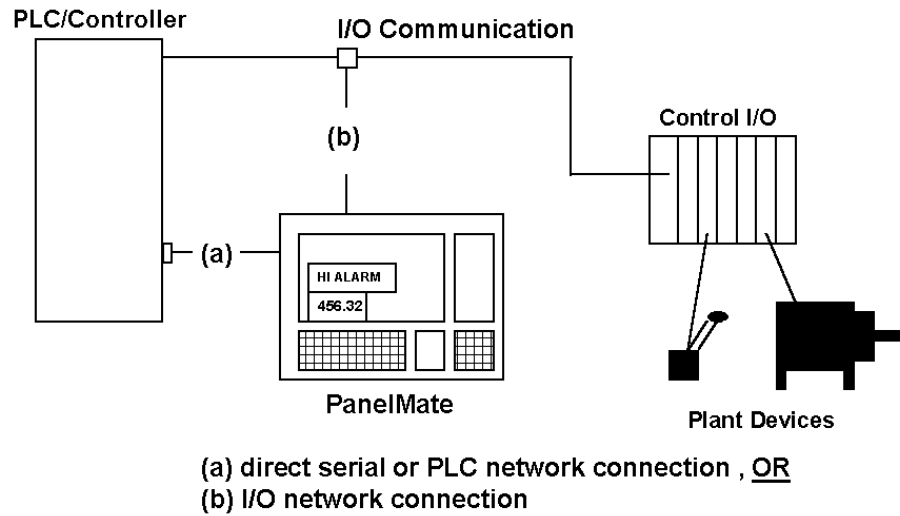 PLC/Controller
I/O Communication
Control I/O
(b)
(a)
HI ALARM
456.32
PanelMate
Plant Devices
(a) direct serial or PLC network connection , OR
(b) I/O network connection